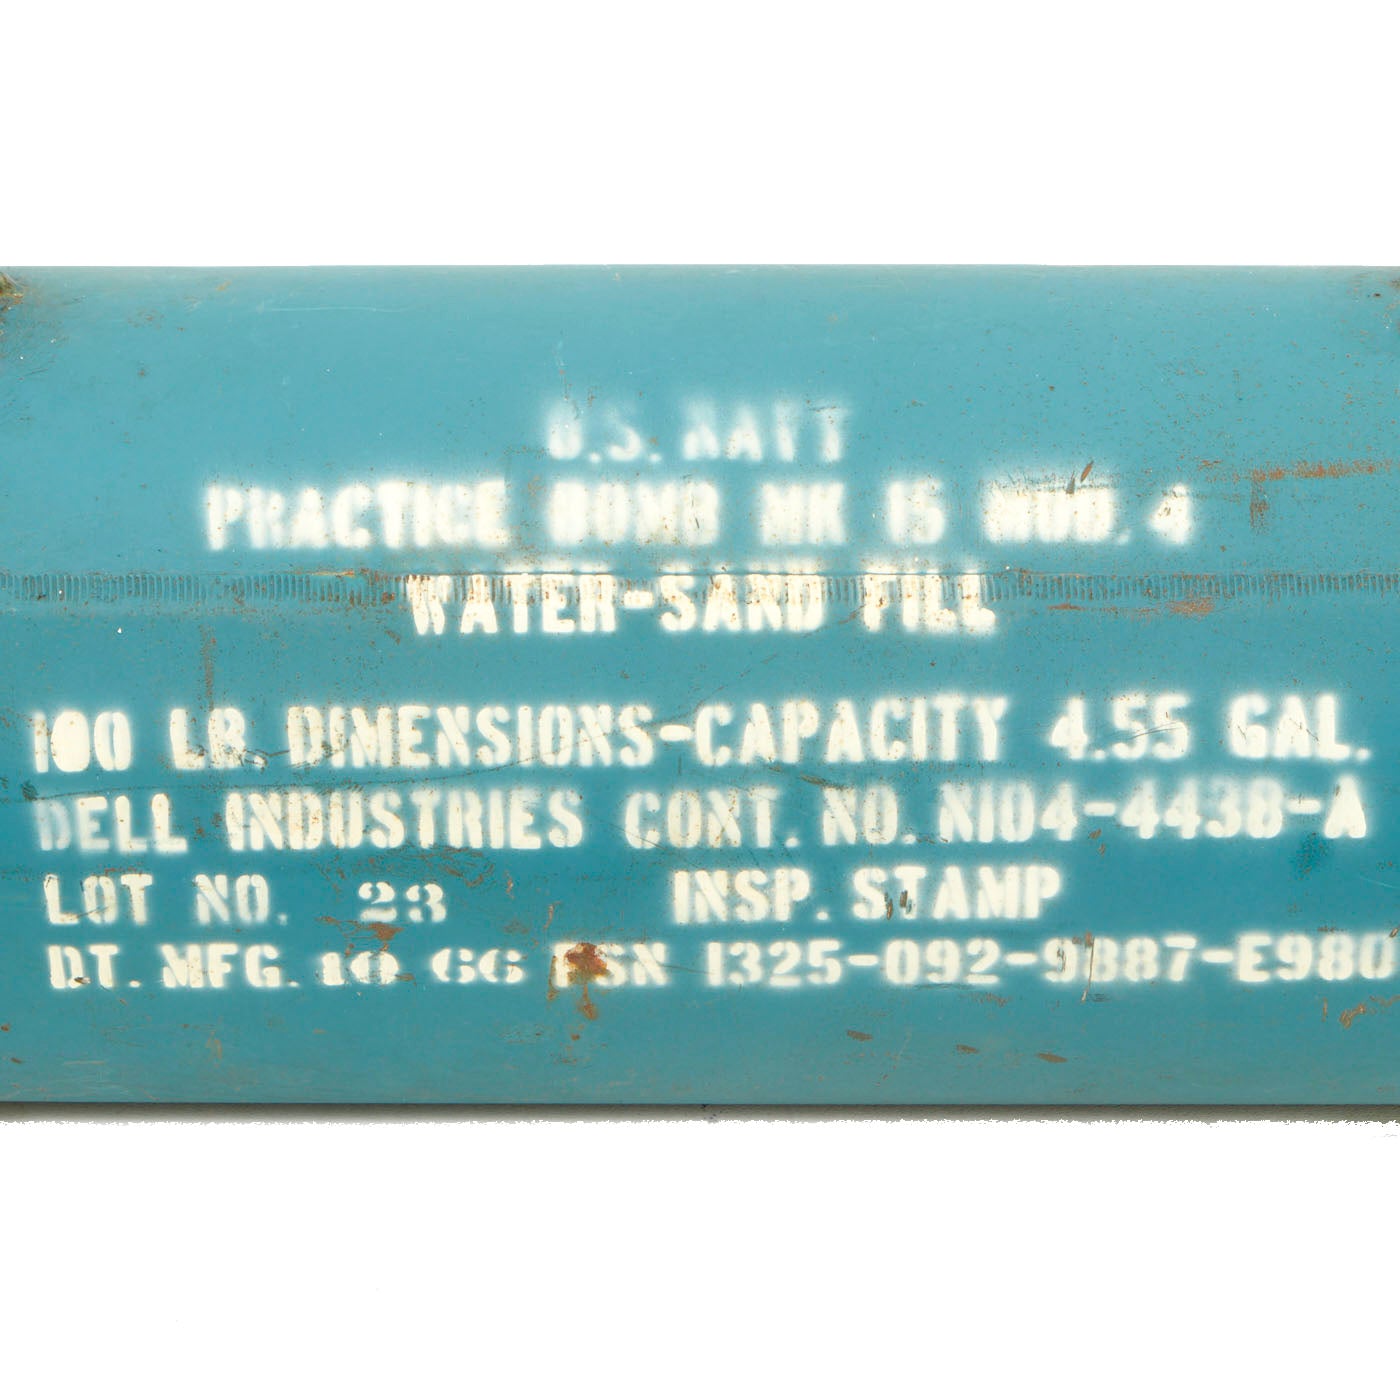 U.S. NAVY
PRACTICE BOMB MK 15 MOD. 4
WATER-SAND FILL
100 LB. DIMENSIONS-CAPACITY 4.55 GAL.
DELL INDUSTRIES CONT. NO. N104-4438-A
LOT NO. 23 INSP. STAMP
DT. MFG. 10 66 FSN 1325-092-9887-E980